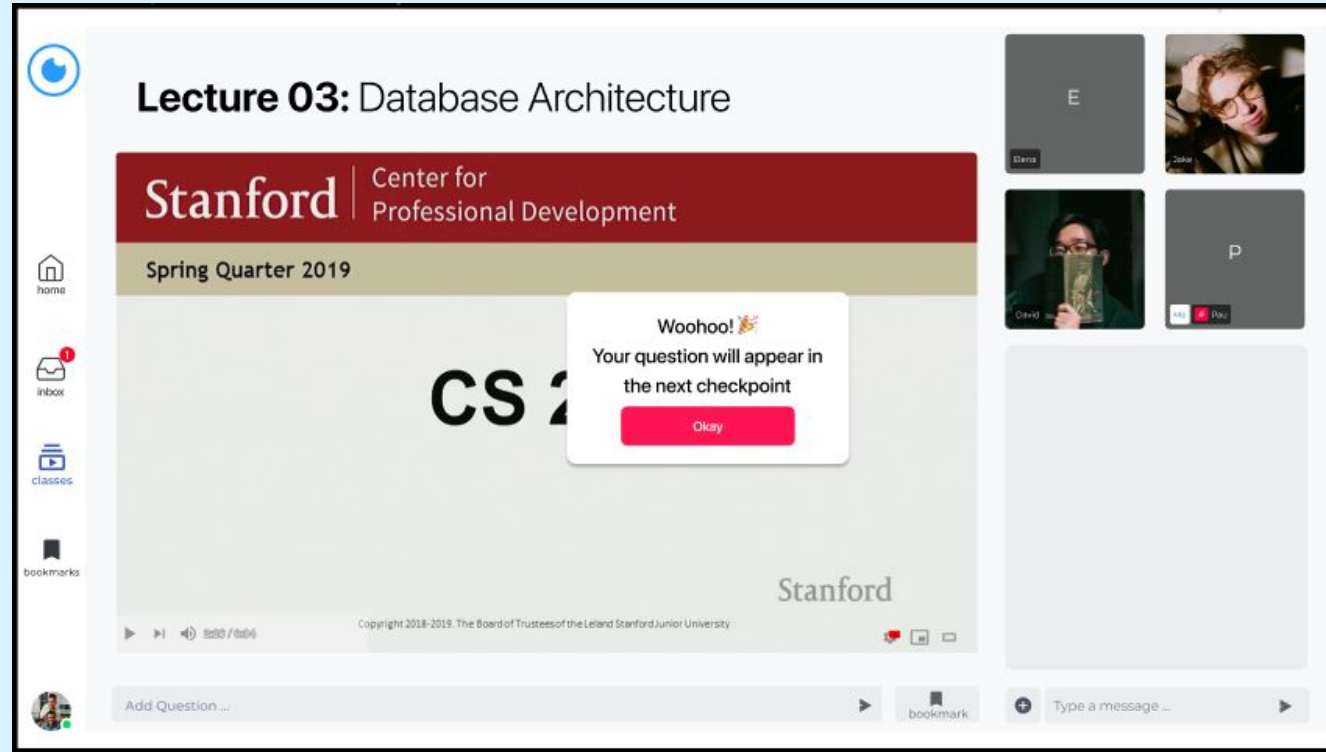 Lecture 03: Database Architecture
Stanford
Center for
Professional Development
Spring Quarter 2019
CS 2
Woohoo! 🎉
Your question will appear in
the next checkpoint
Okay
Stanford
Copyright 2018-2019. The Board of Trustees of the Leland Stanford Junior University
home
1
inbox
classes
bookmarks
Add Question ...
bookmark
E
Elena
Jake
David
P
Me
Pau
Type a message ...